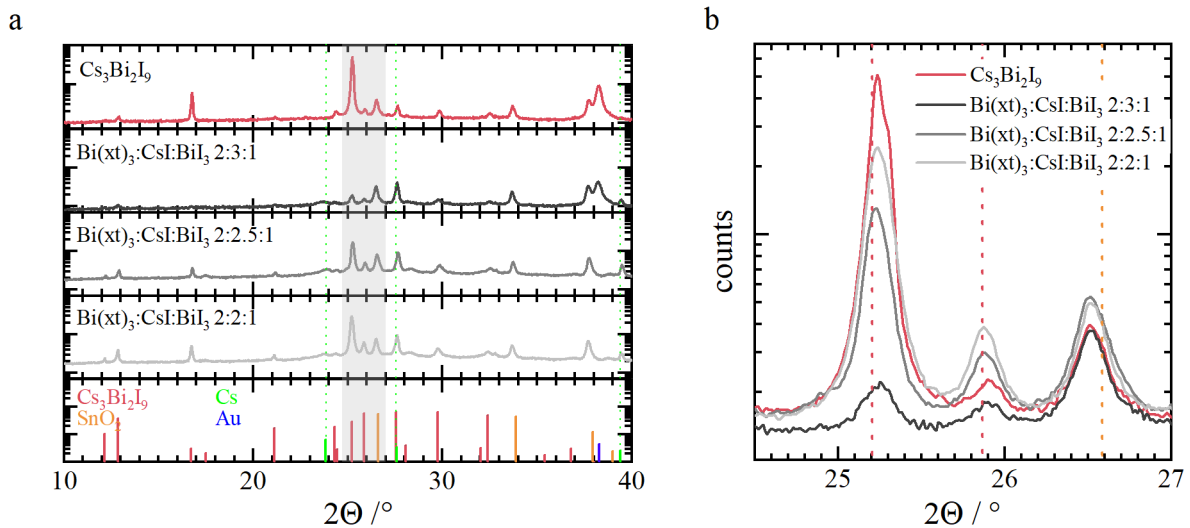 a
Cs₃Bi₂I₉
Bi(xt)₃:CsI:BiI₃ 2:3:1
Bi(xt)₃:CsI:BiI₃ 2:2.5:1
Bi(xt)₃:CsI:BiI₃ 2:2:1
Cs₃Bi₂I₉
Cs
SnO₂
Au
10
20
30
40
2Θ / °
b
Cs₃Bi₂I₉
Bi(xt)₃:CsI:BiI₃ 2:3:1
Bi(xt)₃:CsI:BiI₃ 2:2.5:1
Bi(xt)₃:CsI:BiI₃ 2:2:1
counts
25
26
27
2Θ / °